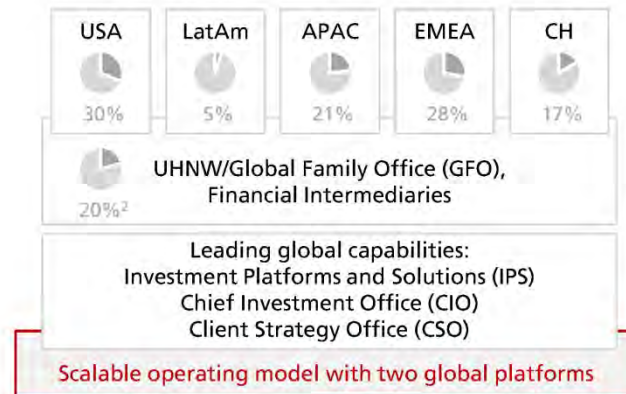 USA LatAm APAC EMEA CH
30% 5% 21% 28% 17%
UHNW/Global Family Office (GFO),
Financial Intermediaries
20%²
Leading global capabilities:
Investment Platforms and Solutions (IPS)
Chief Investment Office (CIO)
Client Strategy Office (CSO)
Scalable operating model with two global platforms